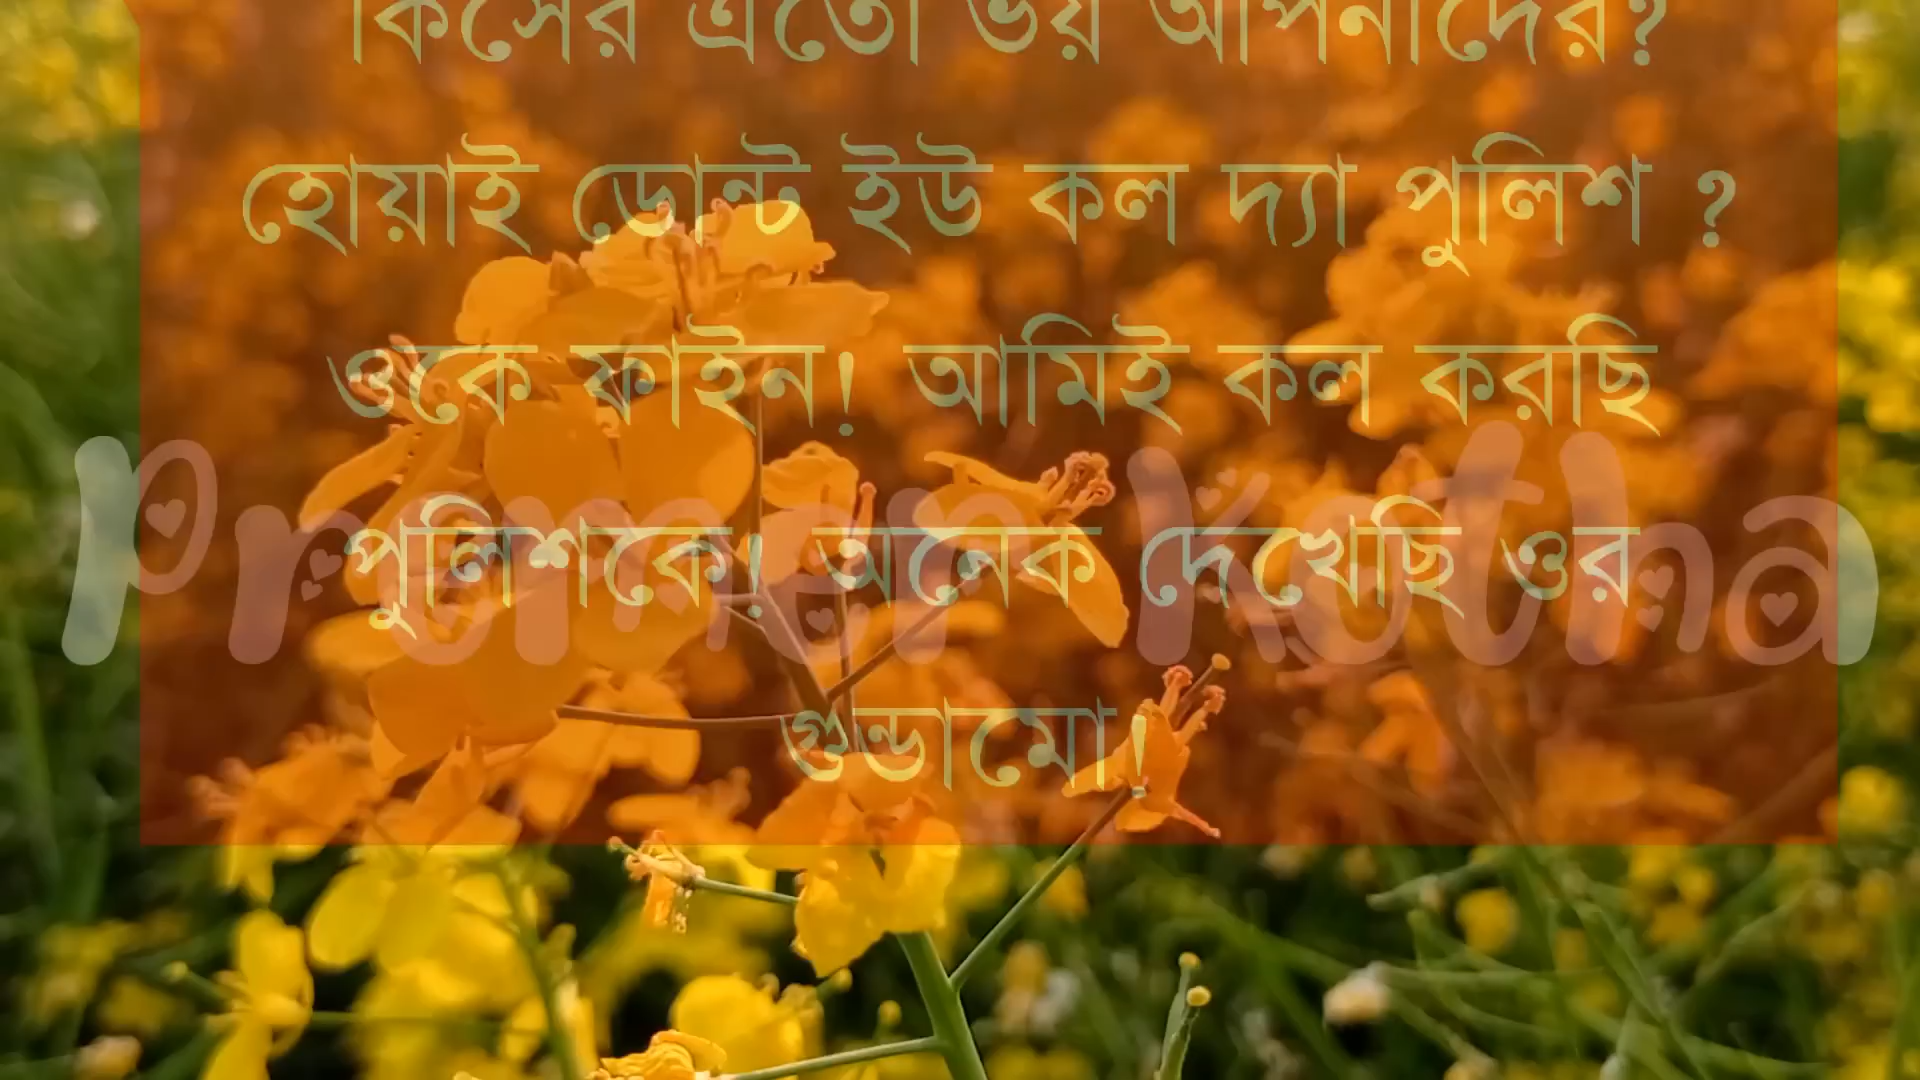 কিসের এতো ভয় আপনাদের?
হোয়াই ডোন্ট ইউ কল দ্যা পুলিশ ?
ওকে ফাইন! আমিই কল করছি
পুলিশকে! অনেক দেখেছি ওর
Premer Kotha
গুন্ডামো!